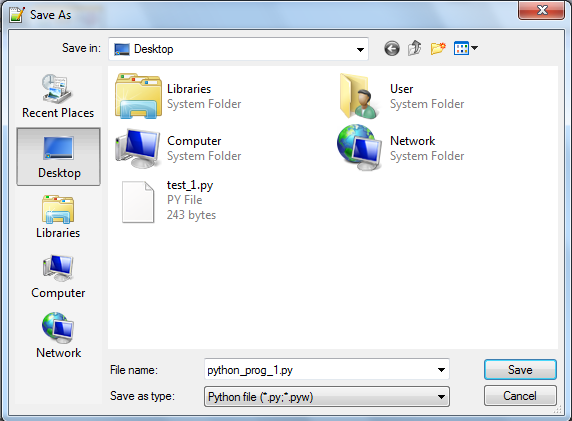 Save As
Save in:
Desktop
Recent Places
Desktop
Libraries
Computer
Network
Libraries
System Folder
User
System Folder
Computer
System Folder
Network
System Folder
test_1.py
PY File
243 bytes
File name:
python_prog_1.py
Save
Save as type:
Python file (*.py;*.pyw)
Cancel